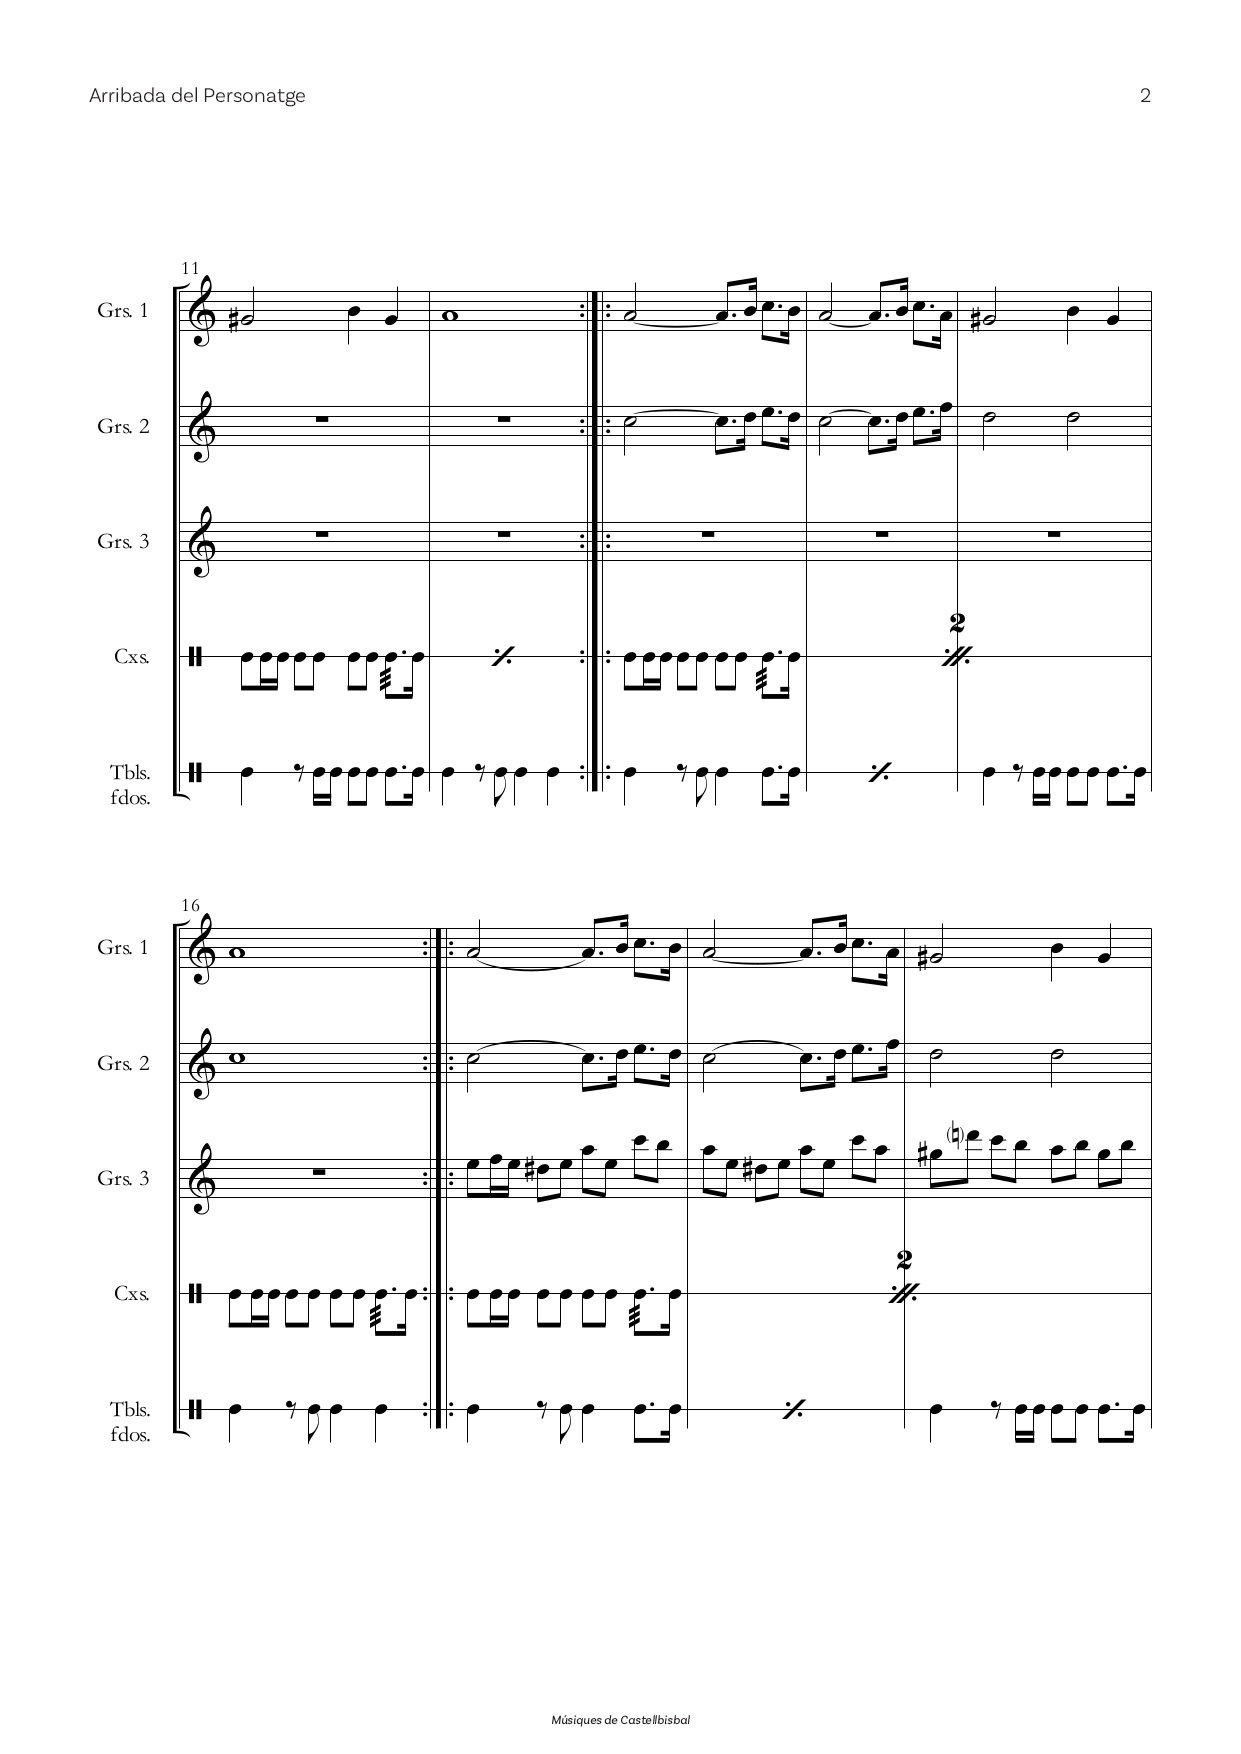 Arribada del Personatge 2
11
Grs. 1
Grs. 2
Grs. 3
2
Cxs.
Tbls.
fdos.
16
Grs. 1
Grs. 2
Grs. 3
2
Cxs.
Tbls.
fdos.
Músiques de Castellbisbal